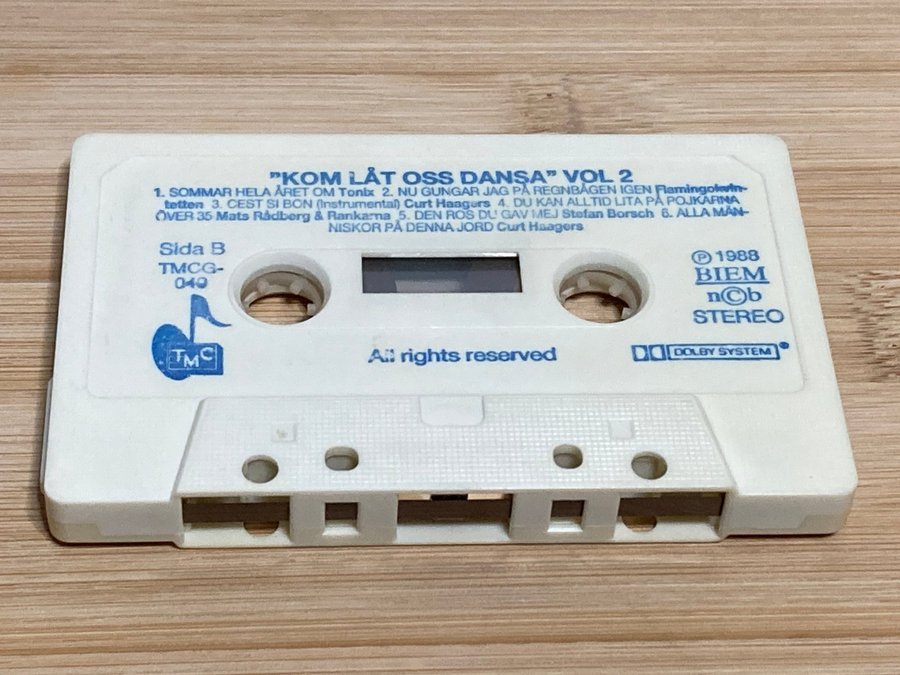 "KOM LÅT OSS DANSA" VOL 2
1. SOMMAR HELA ÅRET OM Tonix 2. NU GUNGAR JAG PÅ REGNBÅGEN IGEN Flamingokvin-
tetten 3. CEST SI BON (Instrumental) Curt Haagers 4. DU KAN ALLTID LITA PÅ POJKARNA
ÖVER 35 Mats Rådberg & Rankarna 5. DEN ROS DU GAV MEJ Stefan Borsch 6. ALLA MÄN-
NISKOR PÅ DENNA JORD Curt Haagers
Sida B
TMCG-
049
TMC
All rights reserved
℗ 1988
BIEM
n©b
STEREO
DOLBY SYSTEM®